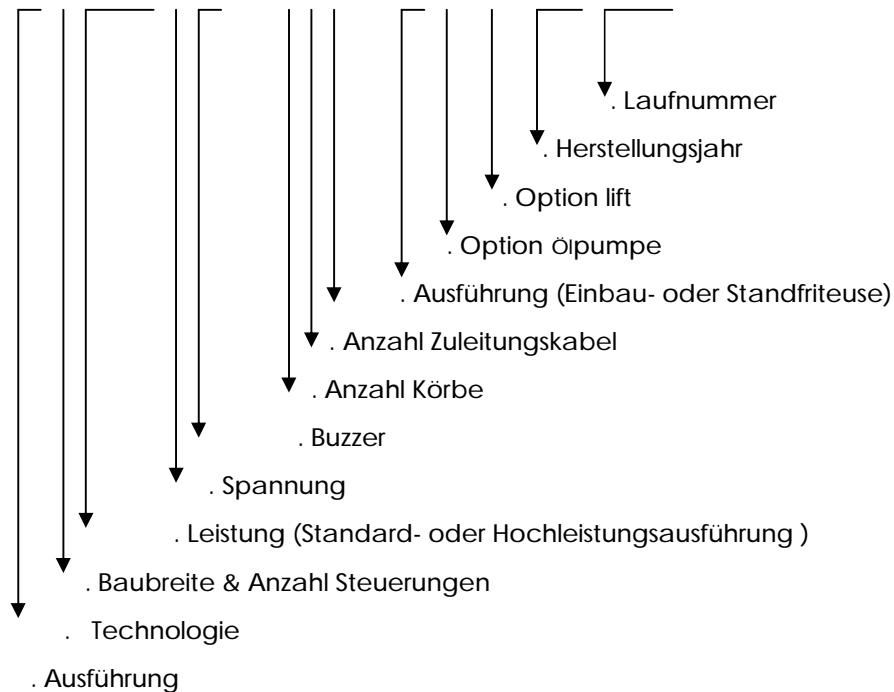 . Laufnummer
. Herstellungsjahr
. Option lift
. Option Ölpumpe
. Ausführung (Einbau- oder Standfriteuse)
. Anzahl Zuleitungskabel
. Anzahl Körbe
. Buzzer
. Spannung
. Leistung (Standard- oder Hochleistungsausführung )
. Baubreite & Anzahl Steuerungen
. Technologie
. Ausführung